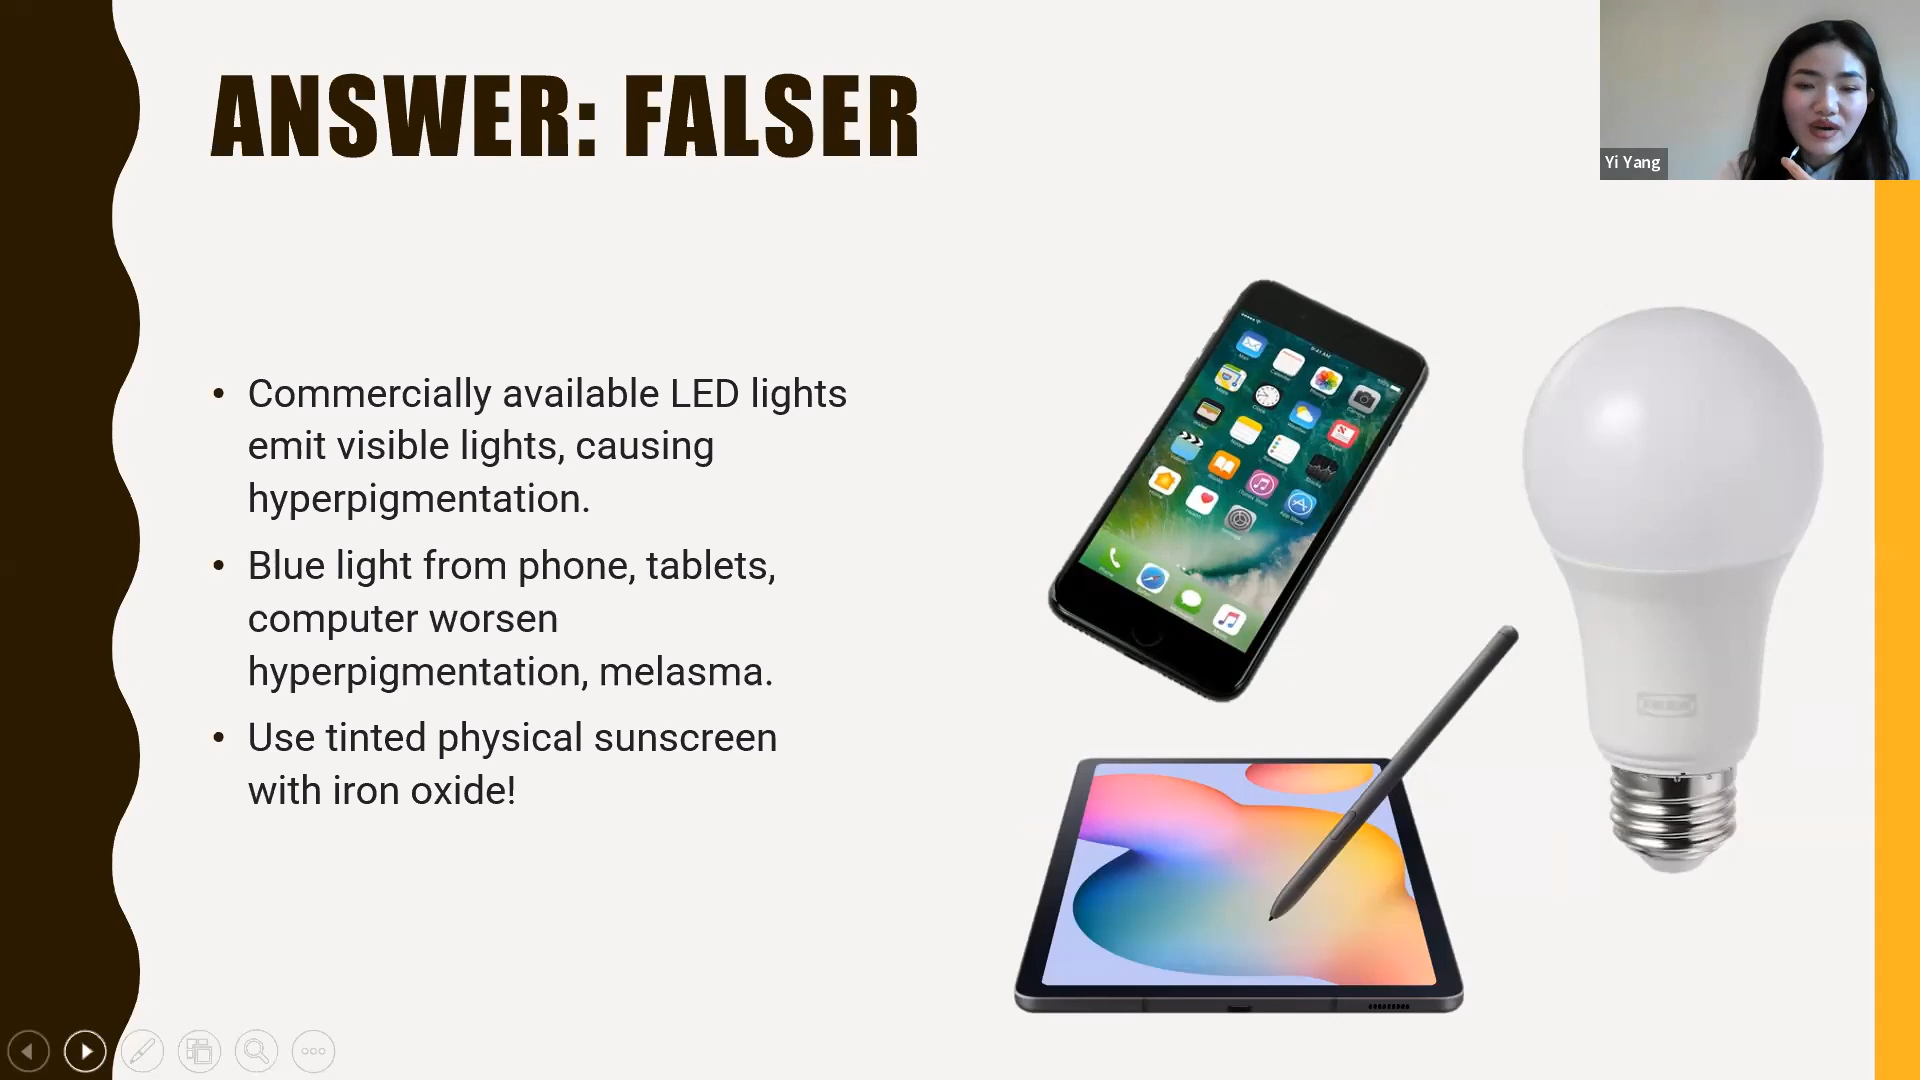 ANSWER: FALSER
Yi Yang
• Commercially available LED lights
emit visible lights, causing
hyperpigmentation.
• Blue light from phone, tablets,
computer worsen
hyperpigmentation, melasma.
• Use tinted physical sunscreen
with iron oxide!